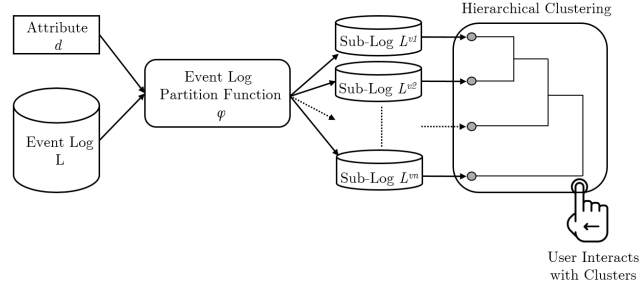 Hierarchical Clustering
Attribute
d
Event Log
L
Event Log
Partition Function
φ
Sub-Log L^{v1}
Sub-Log L^{v2}
Sub-Log L^{vn}
User Interacts
with Clusters